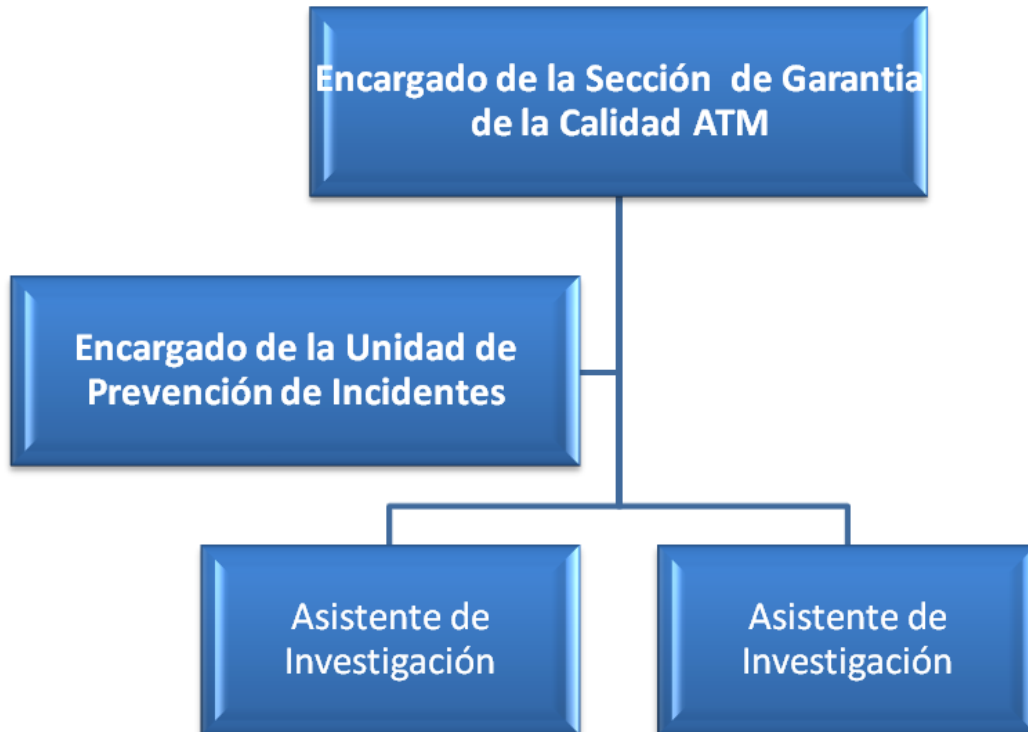 Encargado de la Sección de Garantia
de la Calidad ATM
Encargado de la Unidad de
Prevención de Incidentes
Asistente de
Investigación
Asistente de
Investigación